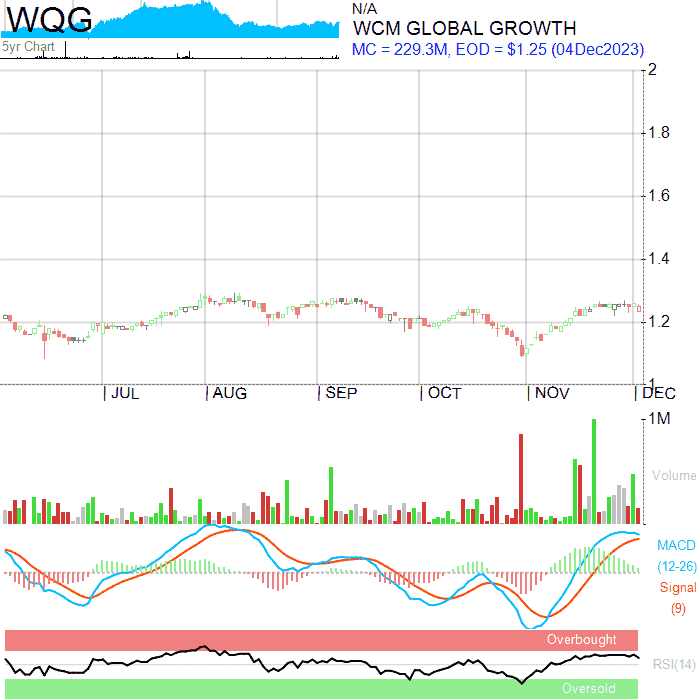 WQG
5yr Chart
N/A
WCM GLOBAL GROWTH
MC = 229.3M, EOD = $1.25 (04Dec2023)
2
1.8
1.6
1.4
1.2
1
JUL AUG SEP OCT NOV DEC
1M
Volume
MACD
(12-26)
Signal
(9)
Overbought
RSI(14)
Oversold